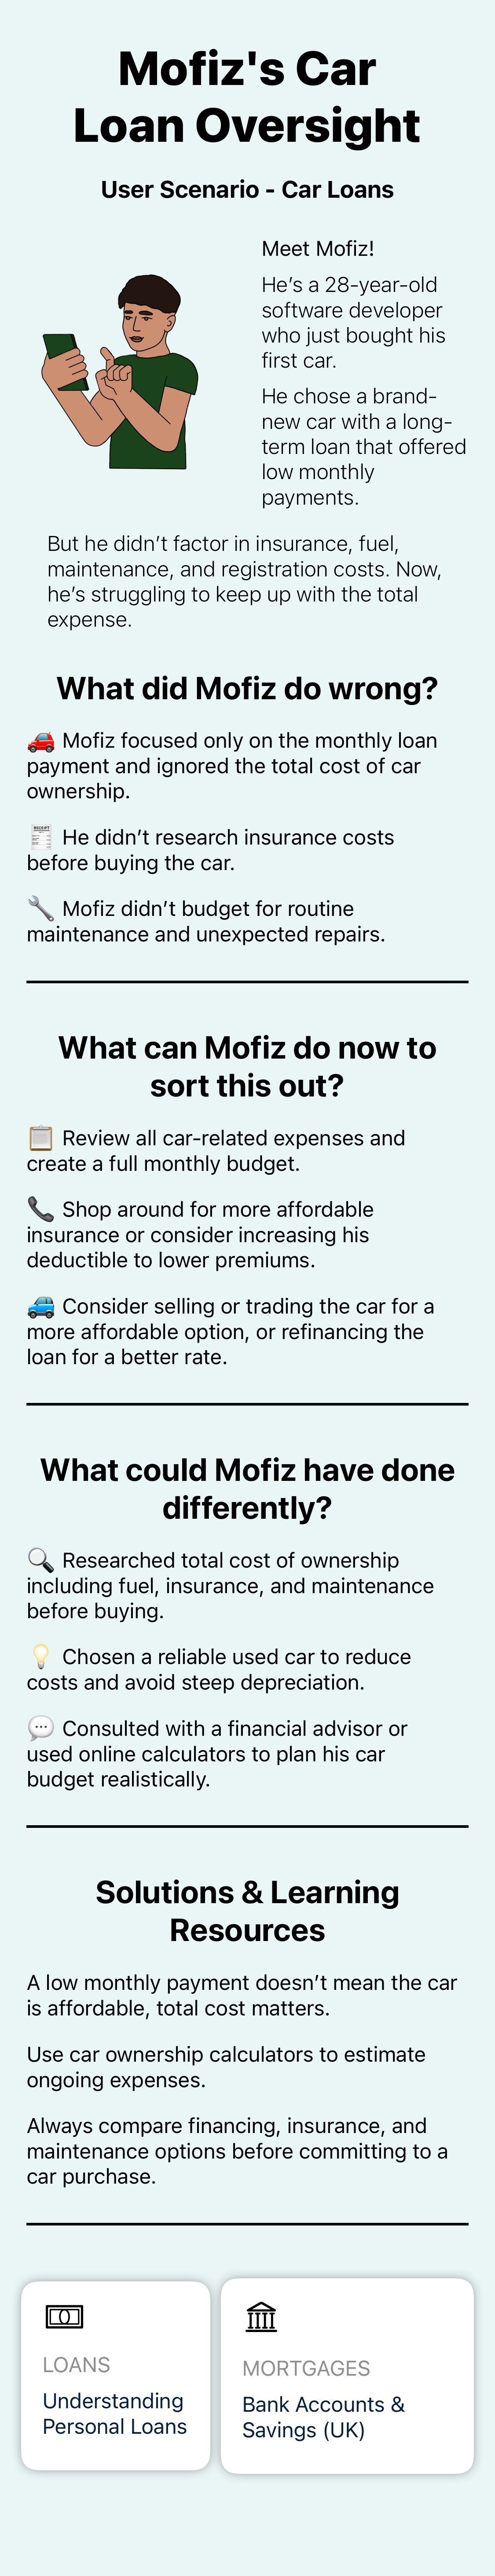 Mofiz's Car
Loan Oversight
User Scenario - Car Loans
Meet Mofiz!
He’s a 28-year-old
software developer
who just bought his
first car.
He chose a brand-
new car with a long-
term loan that offered
low monthly
payments.
But he didn’t factor in insurance, fuel,
maintenance, and registration costs. Now,
he’s struggling to keep up with the total
expense.
What did Mofiz do wrong?
🚗 Mofiz focused only on the monthly loan
payment and ignored the total cost of car
ownership.
🧾 He didn’t research insurance costs
before buying the car.
🔧 Mofiz didn’t budget for routine
maintenance and unexpected repairs.
What can Mofiz do now to
sort this out?
📋 Review all car-related expenses and
create a full monthly budget.
📞 Shop around for more affordable
insurance or consider increasing his
deductible to lower premiums.
🚙 Consider selling or trading the car for a
more affordable option, or refinancing the
loan for a better rate.
What could Mofiz have done
differently?
🔍 Researched total cost of ownership
including fuel, insurance, and maintenance
before buying.
💡 Chosen a reliable used car to reduce
costs and avoid steep depreciation.
💬 Consulted with a financial advisor or
used online calculators to plan his car
budget realistically.
Solutions & Learning
Resources
A low monthly payment doesn’t mean the car
is affordable, total cost matters.
Use car ownership calculators to estimate
ongoing expenses.
Always compare financing, insurance, and
maintenance options before committing to a
car purchase.
LOANS
Understanding
Personal Loans
MORTGAGES
Bank Accounts &
Savings (UK)